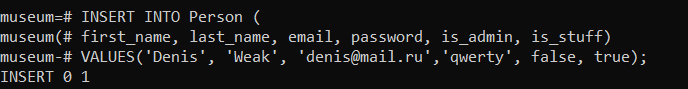 museum=# INSERT INTO Person (
museum(# first_name, last_name, email, password, is_admin, is_stuff)
museum-# VALUES('Denis', 'Weak', 'denis@mail.ru','qwerty', false, true);
INSERT 0 1